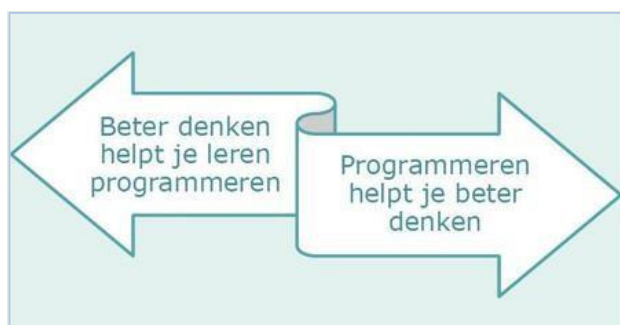 Beter denken
helpt je leren
programmeren
Programmeren
helpt je beter
denken